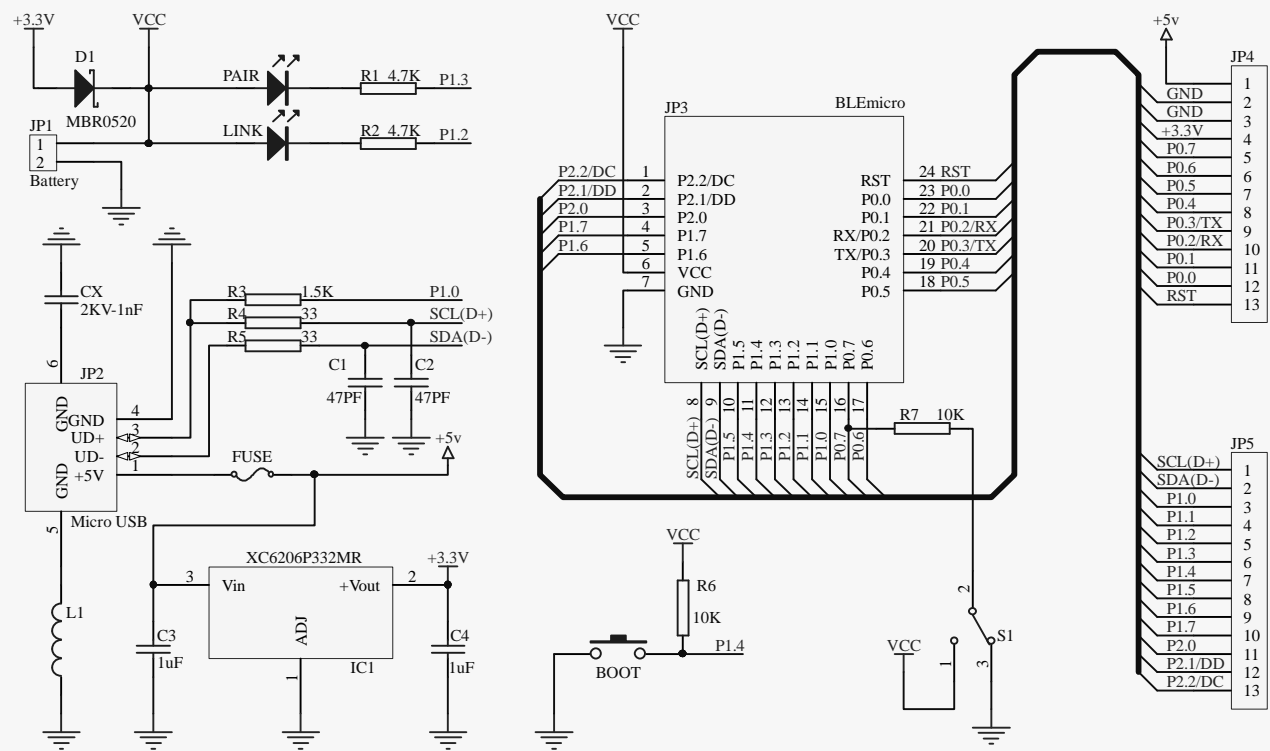 +3.3V
VCC
D1
MBR0520
PAIR
R1 4.7K
P1.3
LINK
R2 4.7K
P1.2
JP1
1
2
Battery
CX
2KV-1nF
R3
1.5K
P1.0
R4
33
SCL(D+)
R5
33
SDA(D-)
C1
47PF
C2
47PF
6
JP2
GND
GND
4
UD+
3
UD-
2
+5V
1
GND
Micro USB
5
FUSE
+5v
L1
XC6206P332MR
3
Vin
+Vout
2
+3.3V
ADJ
1
IC1
C3
1uF
C4
1uF
VCC
JP3
BLEmicro
P2.2/DC
1
P2.2/DC
P2.1/DD
2
P2.1/DD
P2.0
3
P2.0
P1.7
4
P1.7
P1.6
5
P1.6
6
VCC
7
GND
RST
24 RST
P0.0
23 P0.0
P0.1
22 P0.1
RX/P0.2
21 P0.2/RX
TX/P0.3
20 P0.3/TX
P0.4
19 P0.4
P0.5
18 P0.5
SCL(D+)
SDA(D-)
P1.5
P1.4
P1.3
P1.2
P1.1
P1.0
P0.7
P0.6
8
9
10
11
12
13
14
15
16
17
SCL(D+)
SDA(D-)
P1.5
P1.4
P1.3
P1.2
P1.1
P1.0
P0.7
P0.6
R7 10K
VCC
R6
10K
BOOT
P1.4
2
S1
VCC
1
3
+5v
JP4
1
GND
2
GND
3
+3.3V
4
P0.7
5
P0.6
6
P0.5
7
P0.4
8
P0.3/TX
9
P0.2/RX
10
P0.1
11
P0.0
12
RST
13
JP5
SCL(D+)
1
SDA(D-)
2
P1.0
3
P1.1
4
P1.2
5
P1.3
6
P1.4
7
P1.5
8
P1.6
9
P1.7
10
P2.0
11
P2.1/DD
12
P2.2/DC
13